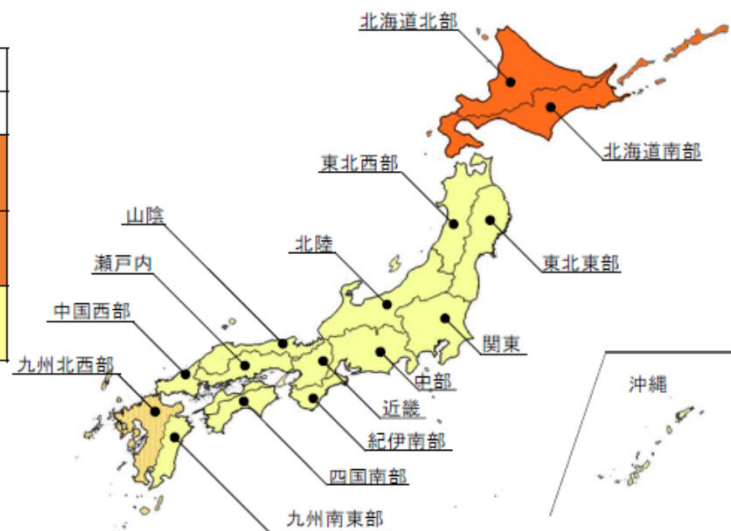 北海道北部
北海道南部
東北西部
山陰
北陸
瀬戸内
東北東部
中国西部
関東
九州北西部
中部
沖縄
近畿
紀伊南部
四国南部
九州南東部